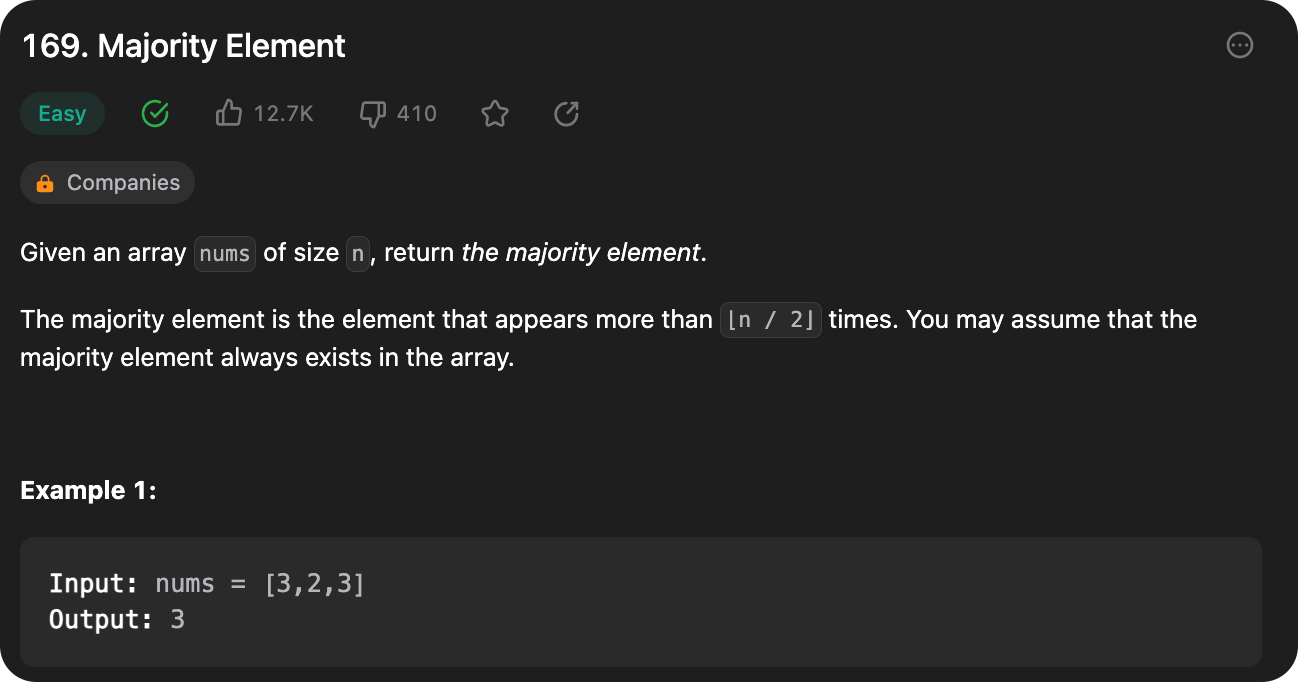 169. Majority Element
Easy 12.7K 410
Companies
Given an array nums of size n, return the majority element.
The majority element is the element that appears more than ⌊n / 2⌋ times. You may assume that the
majority element always exists in the array.
Example 1:
Input: nums = [3,2,3]
Output: 3